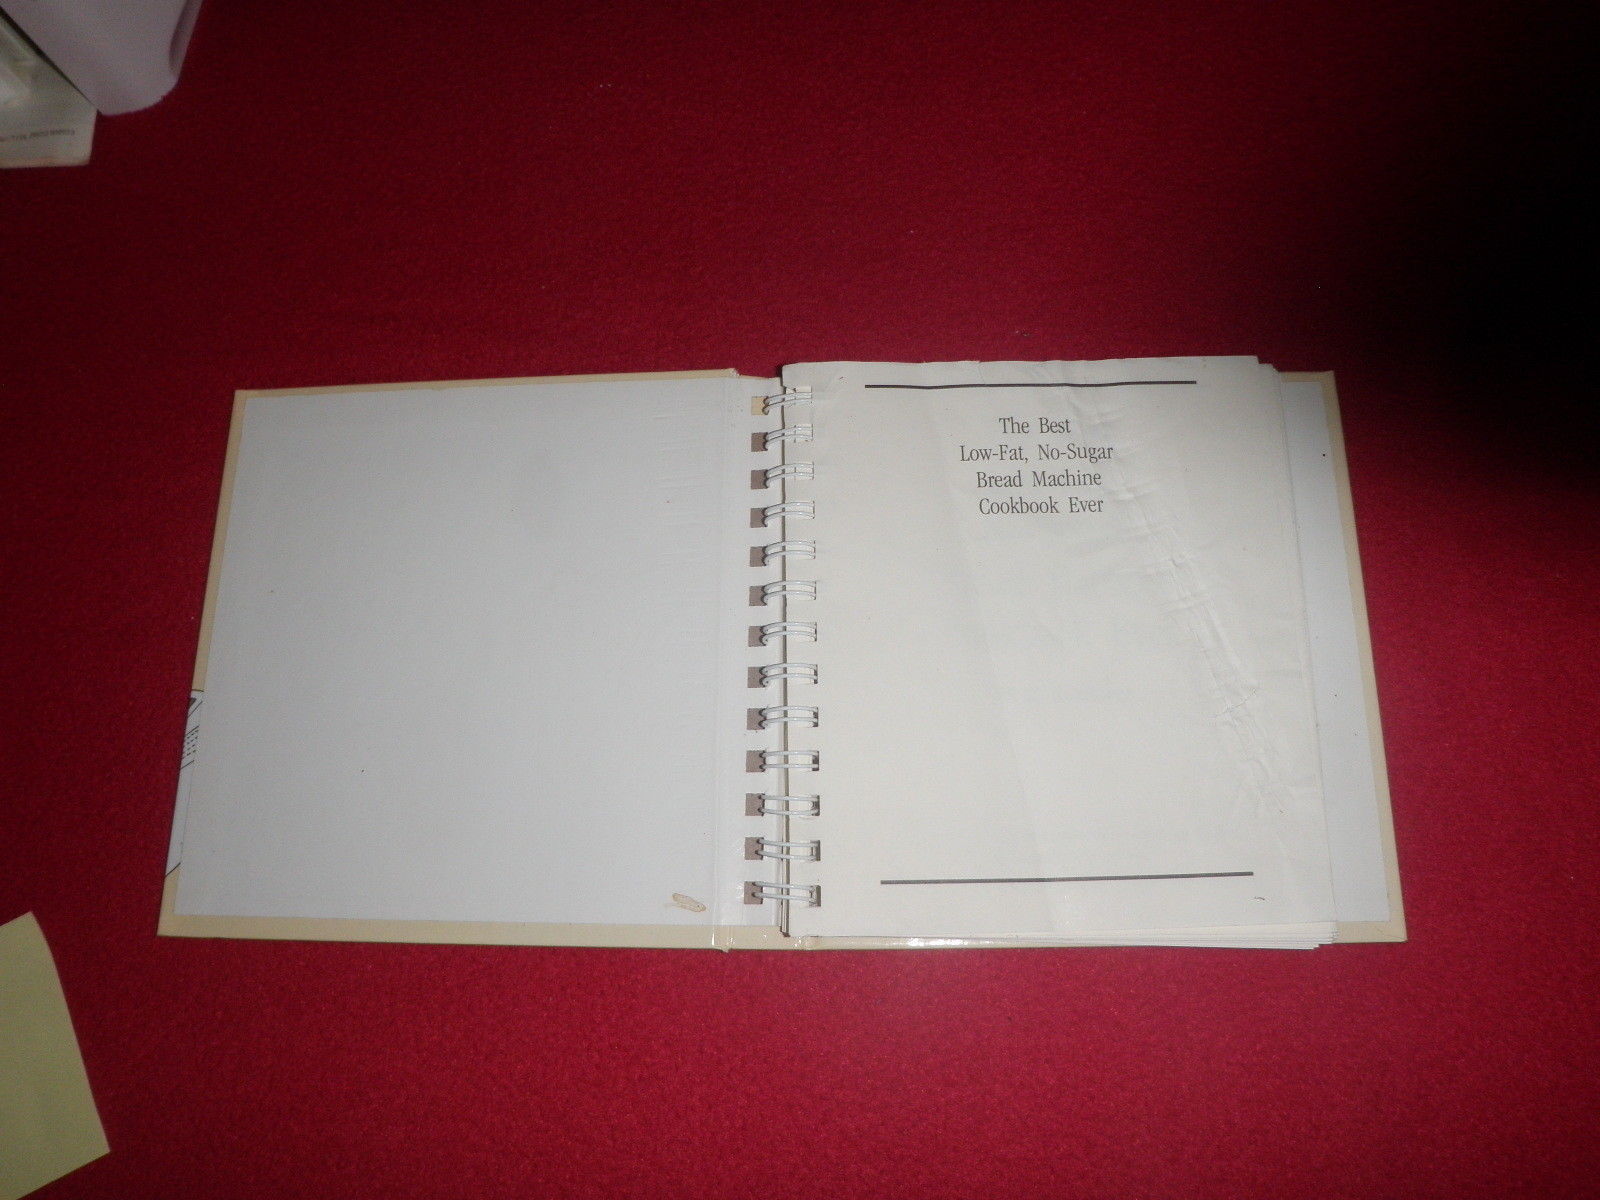 The Best
Low-Fat, No-Sugar
Bread Machine
Cookbook Ever